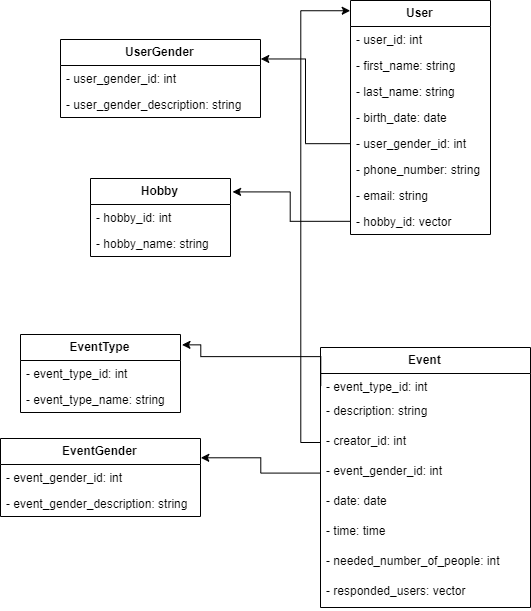 User
- user_id: int
- first_name: string
- last_name: string
- birth_date: date
- user_gender_id: int
- phone_number: string
- email: string
- hobby_id: vector
UserGender
- user_gender_id: int
- user_gender_description: string
Hobby
- hobby_id: int
- hobby_name: string
EventType
- event_type_id: int
- event_type_name: string
Event
- event_type_id: int
- description: string
- creator_id: int
- event_gender_id: int
- date: date
- time: time
- needed_number_of_people: int
- responded_users: vector
EventGender
- event_gender_id: int
- event_gender_description: string